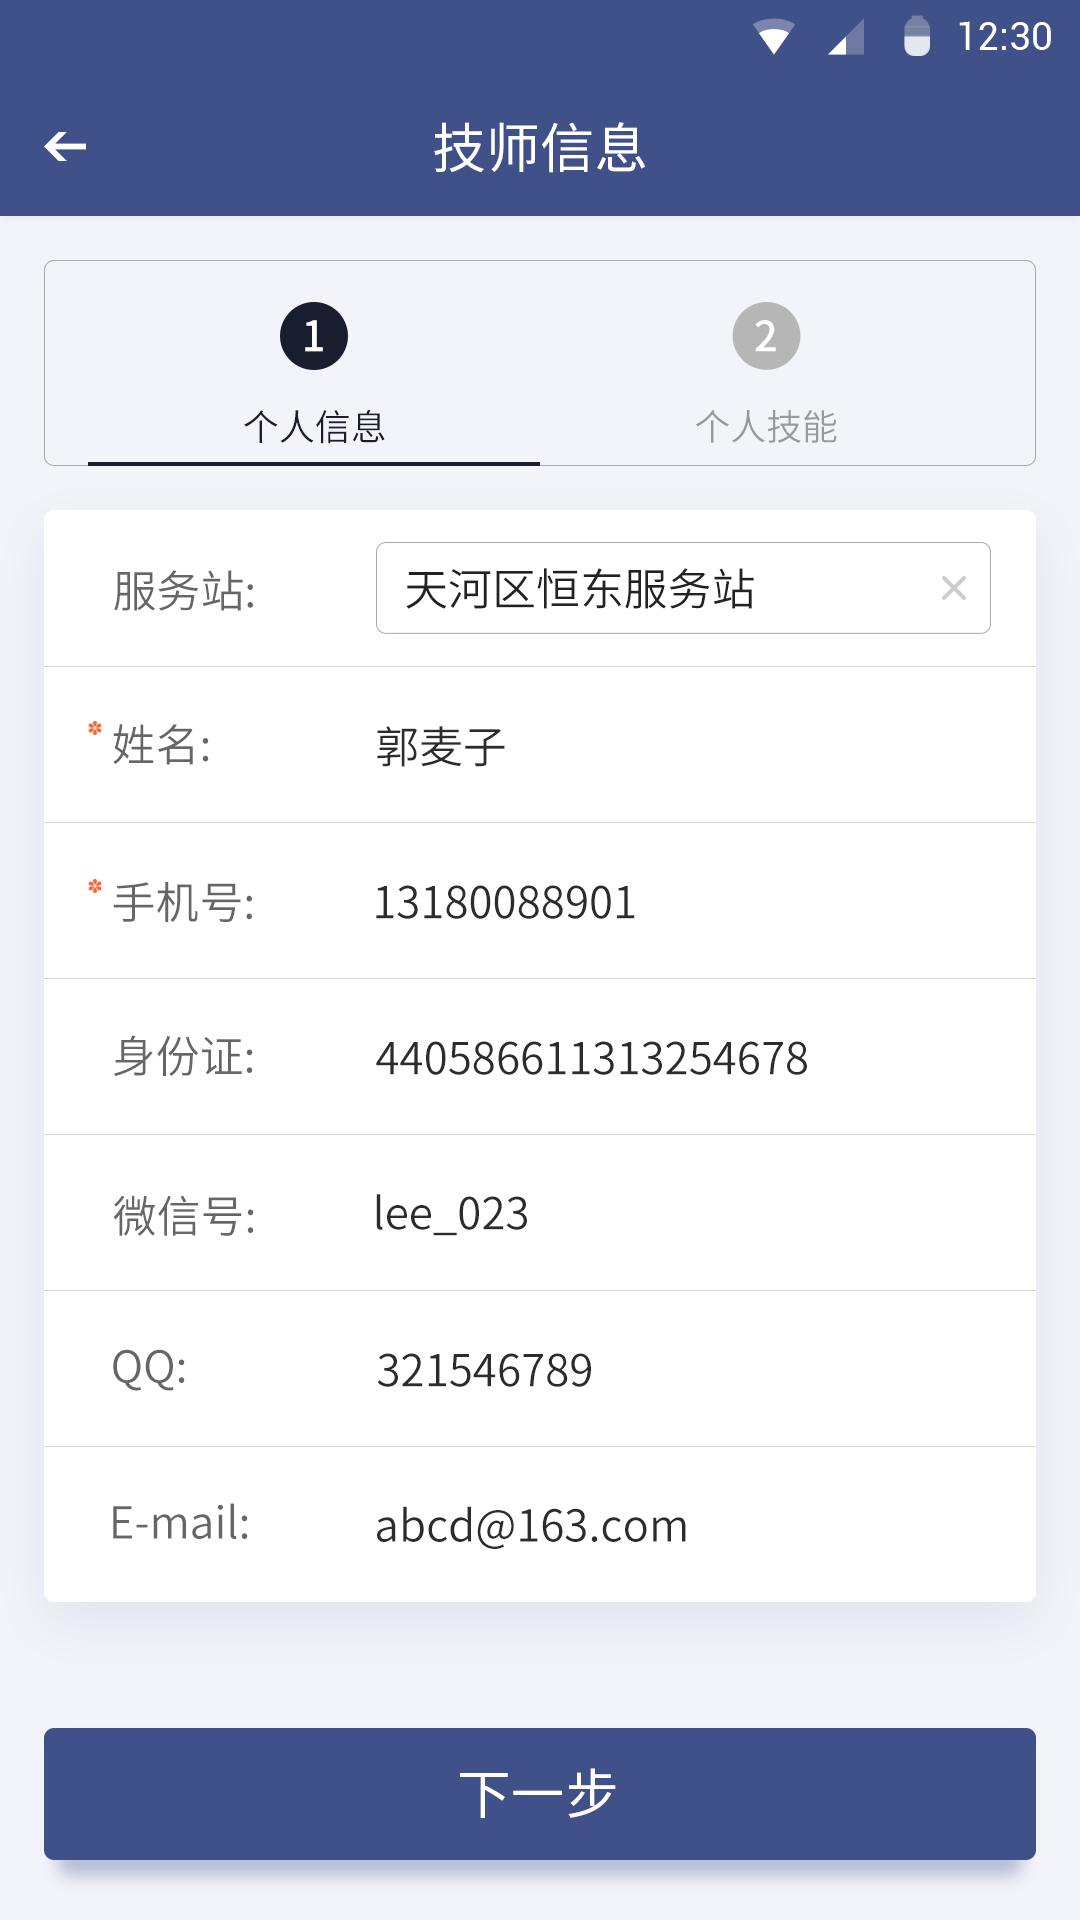 12:30
技师信息
1
2
个人信息
个人技能
服务站: 天河区恒东服务站
* 姓名: 郭麦子
* 手机号: 13180088901
身份证: 440586611313254678
微信号: lee_023
QQ: 321546789
E-mail: abcd@163.com
下一步